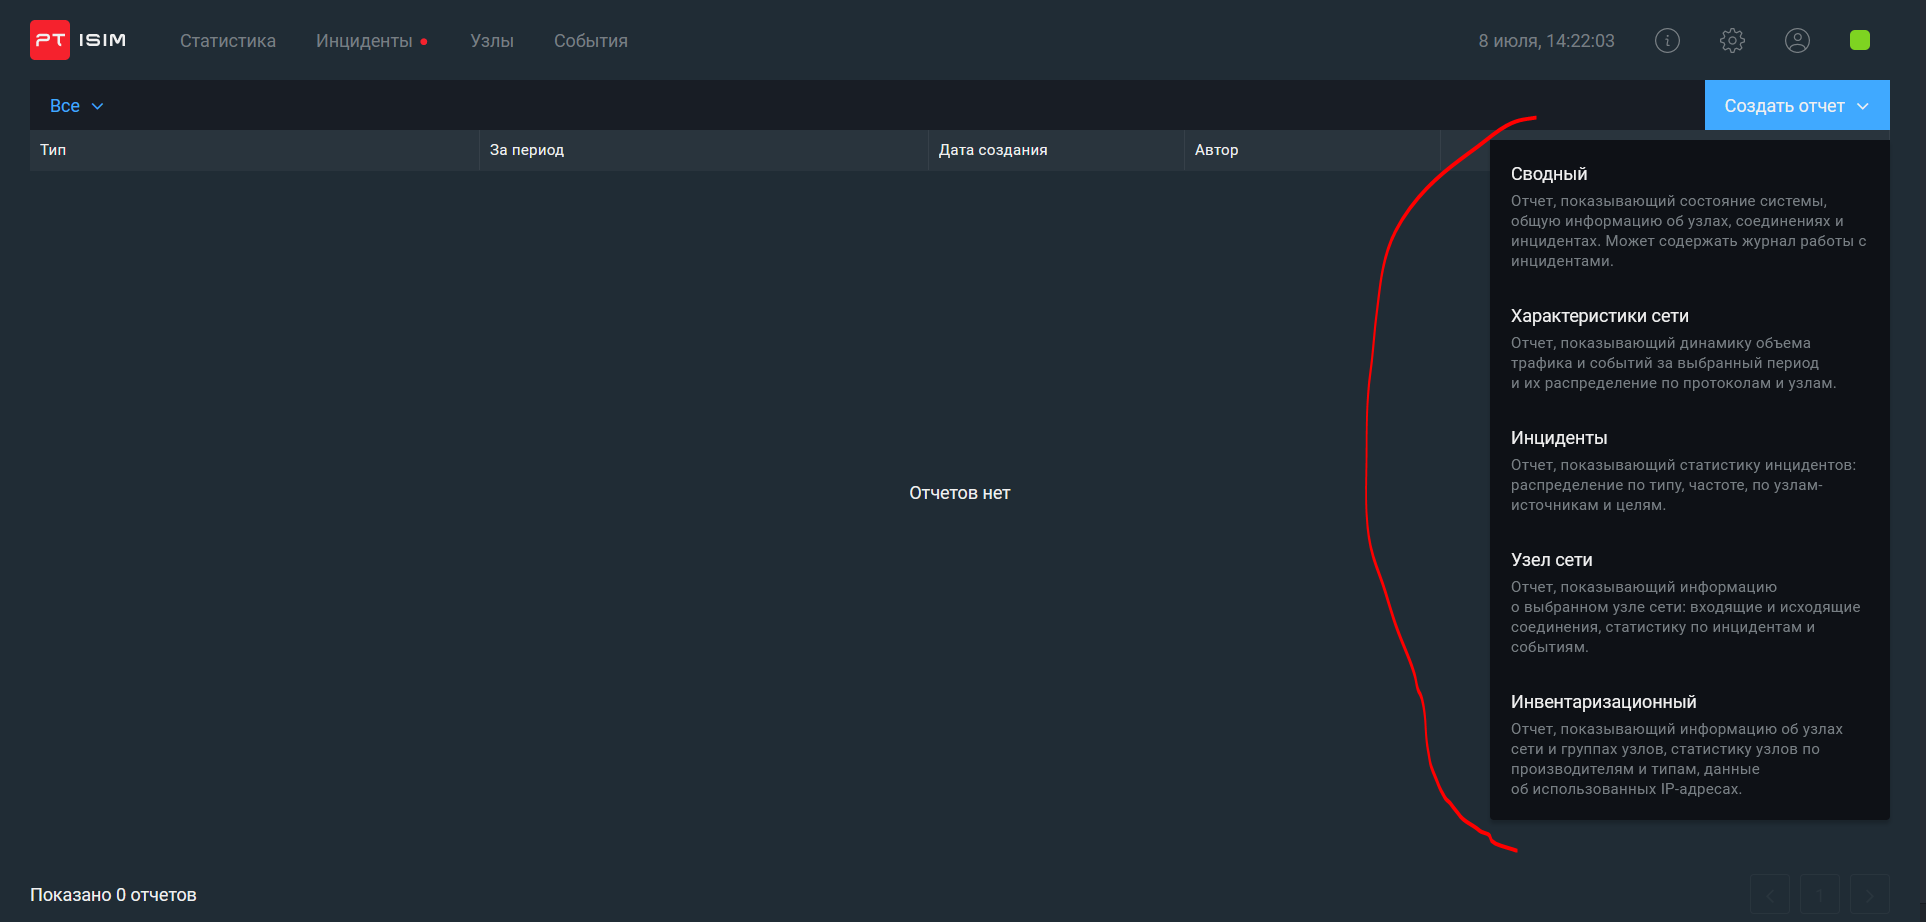 PT ISIM Статистика Инциденты Узлы События 8 июля, 14:22:03
Все Создать отчет
Тип За период Дата создания Автор
Сводный
Отчет, показывающий состояние системы,
общую информацию об узлах, соединениях и
инцидентах. Может содержать журнал работы с
инцидентами.
Характеристики сети
Отчет, показывающий динамику объема
трафика и событий за выбранный период
и их распределение по протоколам и узлам.
Инциденты
Отчет, показывающий статистику инцидентов:
распределение по типу, частоте, по узлам-
источникам и целям.
Узел сети
Отчет, показывающий информацию
о выбранном узле сети: входящие и исходящие
соединения, статистику по инцидентам и
событиям.
Инвентаризационный
Отчет, показывающий информацию об узлах
сети и группах узлов, статистику узлов по
производителям и типам, данные
об использованных IP-адресах.
Отчетов нет
Показано 0 отчетов
1